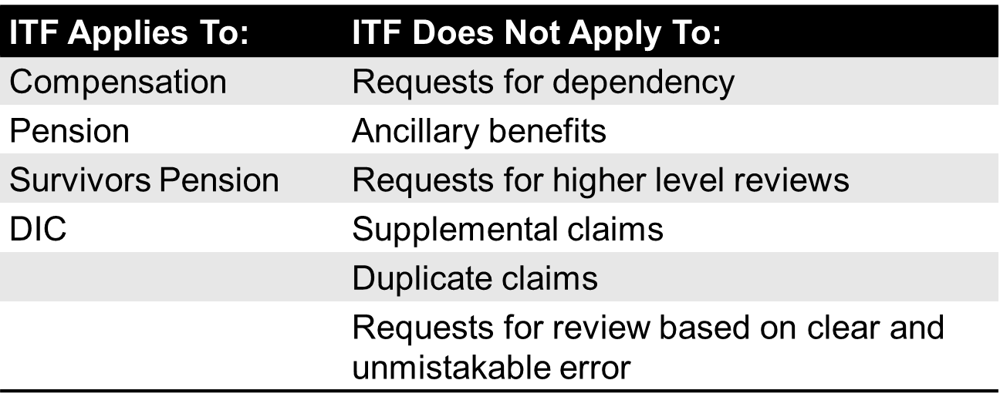 ITF Applies To: ITF Does Not Apply To:
Compensation Requests for dependency
Pension Ancillary benefits
Survivors Pension Requests for higher level reviews
DIC Supplemental claims
Duplicate claims
Requests for review based on clear and
unmistakable error